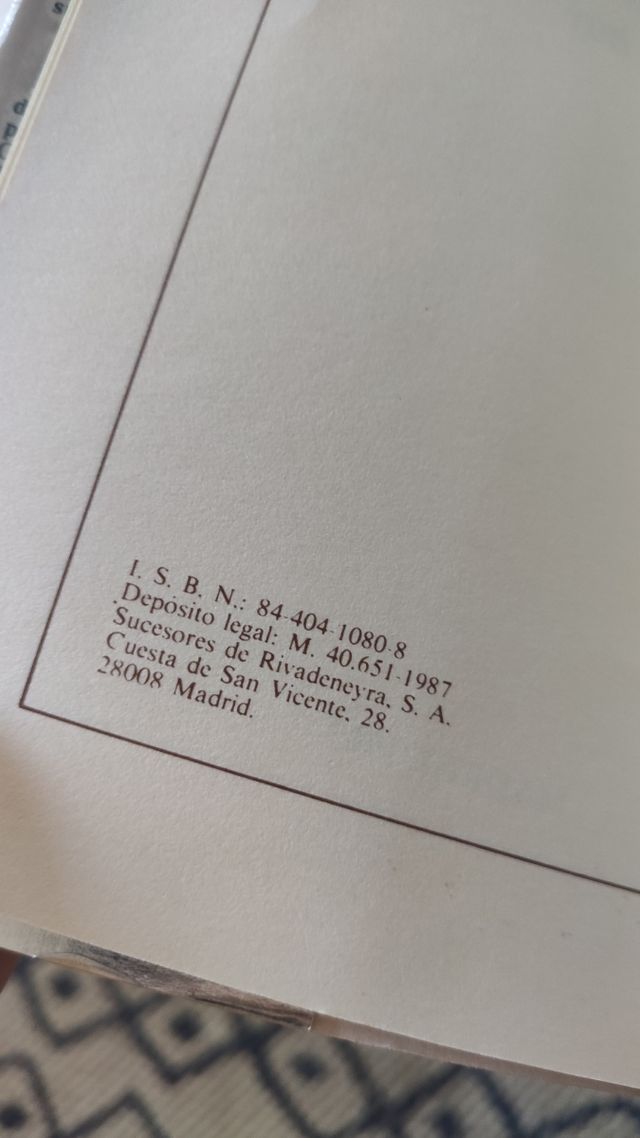 I. S. B. N.: 84-404-1080-8
Depósito legal: M. 40.651-1987
Sucesores de Rivadeneyra, S. A.
Cuesta de San Vicente, 28.
28008 Madrid.